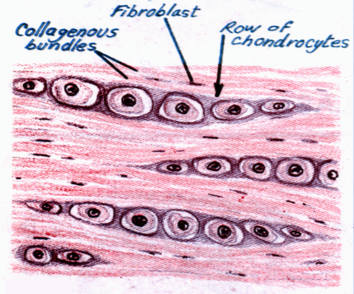 Fibroblast
Collagenous
bundles
Row of
chondrocytes